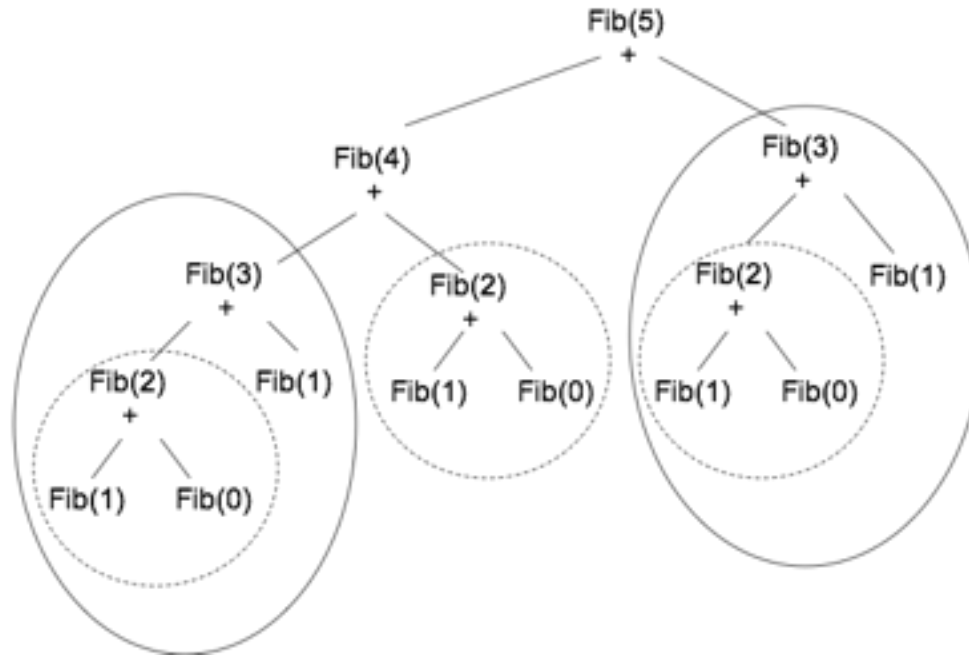 Fib(5)
+
Fib(4)
+
Fib(3)
+
Fib(3)
+
Fib(2)
+
Fib(2)
+
Fib(1)
Fib(2)
+
Fib(1)
Fib(1)
Fib(0)
Fib(1)
Fib(0)
Fib(1)
Fib(0)